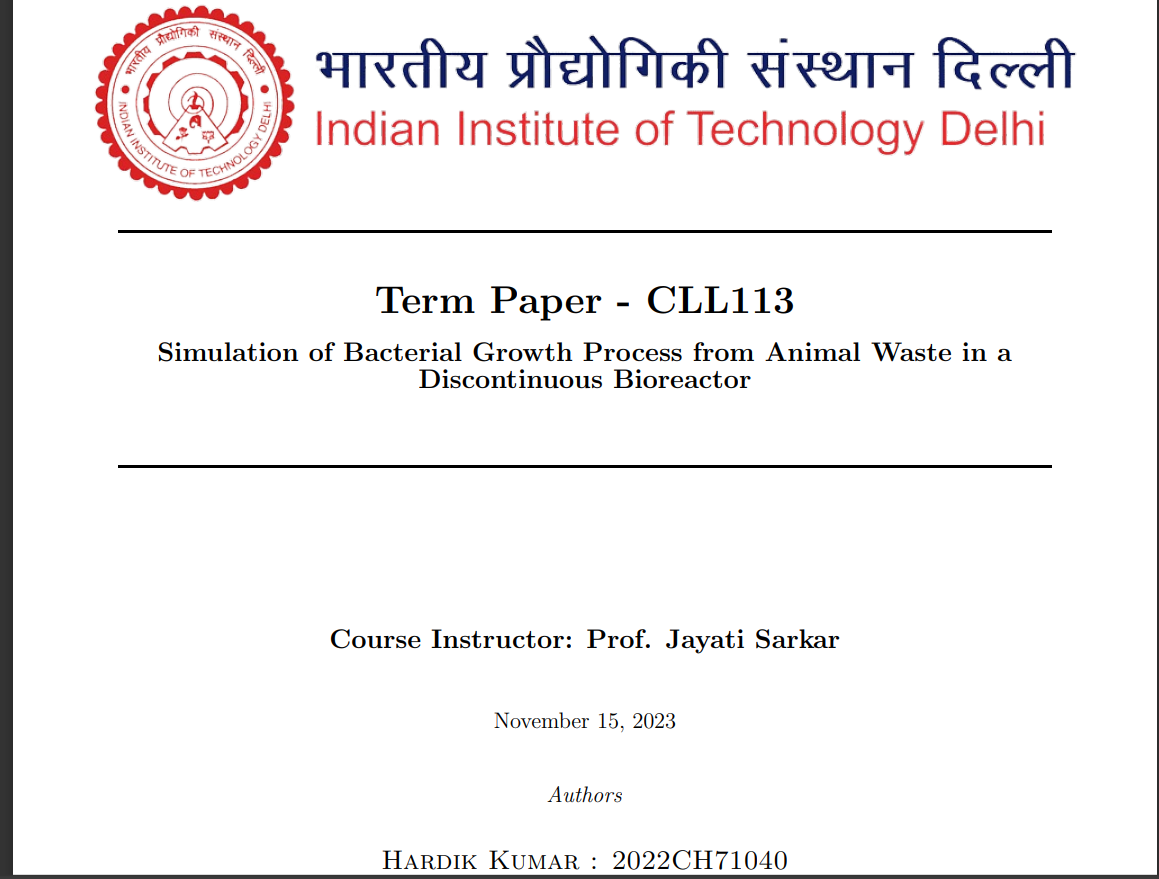 भारतीय प्रौद्योगिकी संस्थान दिल्ली
INDIAN INSTITUTE OF TECHNOLOGY DELHI
भारतीय प्रौद्योगिकी संस्थान दिल्ली
Indian Institute of Technology Delhi
Term Paper - CLL113
Simulation of Bacterial Growth Process from Animal Waste in a
Discontinuous Bioreactor
Course Instructor: Prof. Jayati Sarkar
November 15, 2023
Authors
HARDIK KUMAR : 2022CH71040